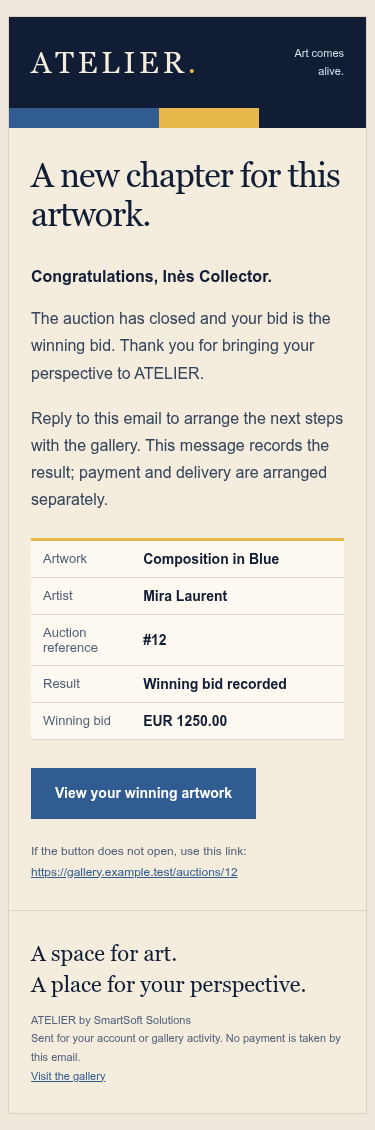 ATELIER.
Art comes
alive.
A new chapter for this
artwork.
Congratulations, Inès Collector.
The auction has closed and your bid is the
winning bid. Thank you for bringing your
perspective to ATELIER.
Reply to this email to arrange the next steps
with the gallery. This message records the
result; payment and delivery are arranged
separately.
Artwork Composition in Blue
Artist Mira Laurent
Auction
reference #12
Result Winning bid recorded
Winning bid EUR 1250.00
View your winning artwork
If the button does not open, use this link:
https://gallery.example.test/auctions/12
A space for art.
A place for your perspective.
ATELIER by SmartSoft Solutions
Sent for your account or gallery activity. No payment is taken by
this email.
Visit the gallery